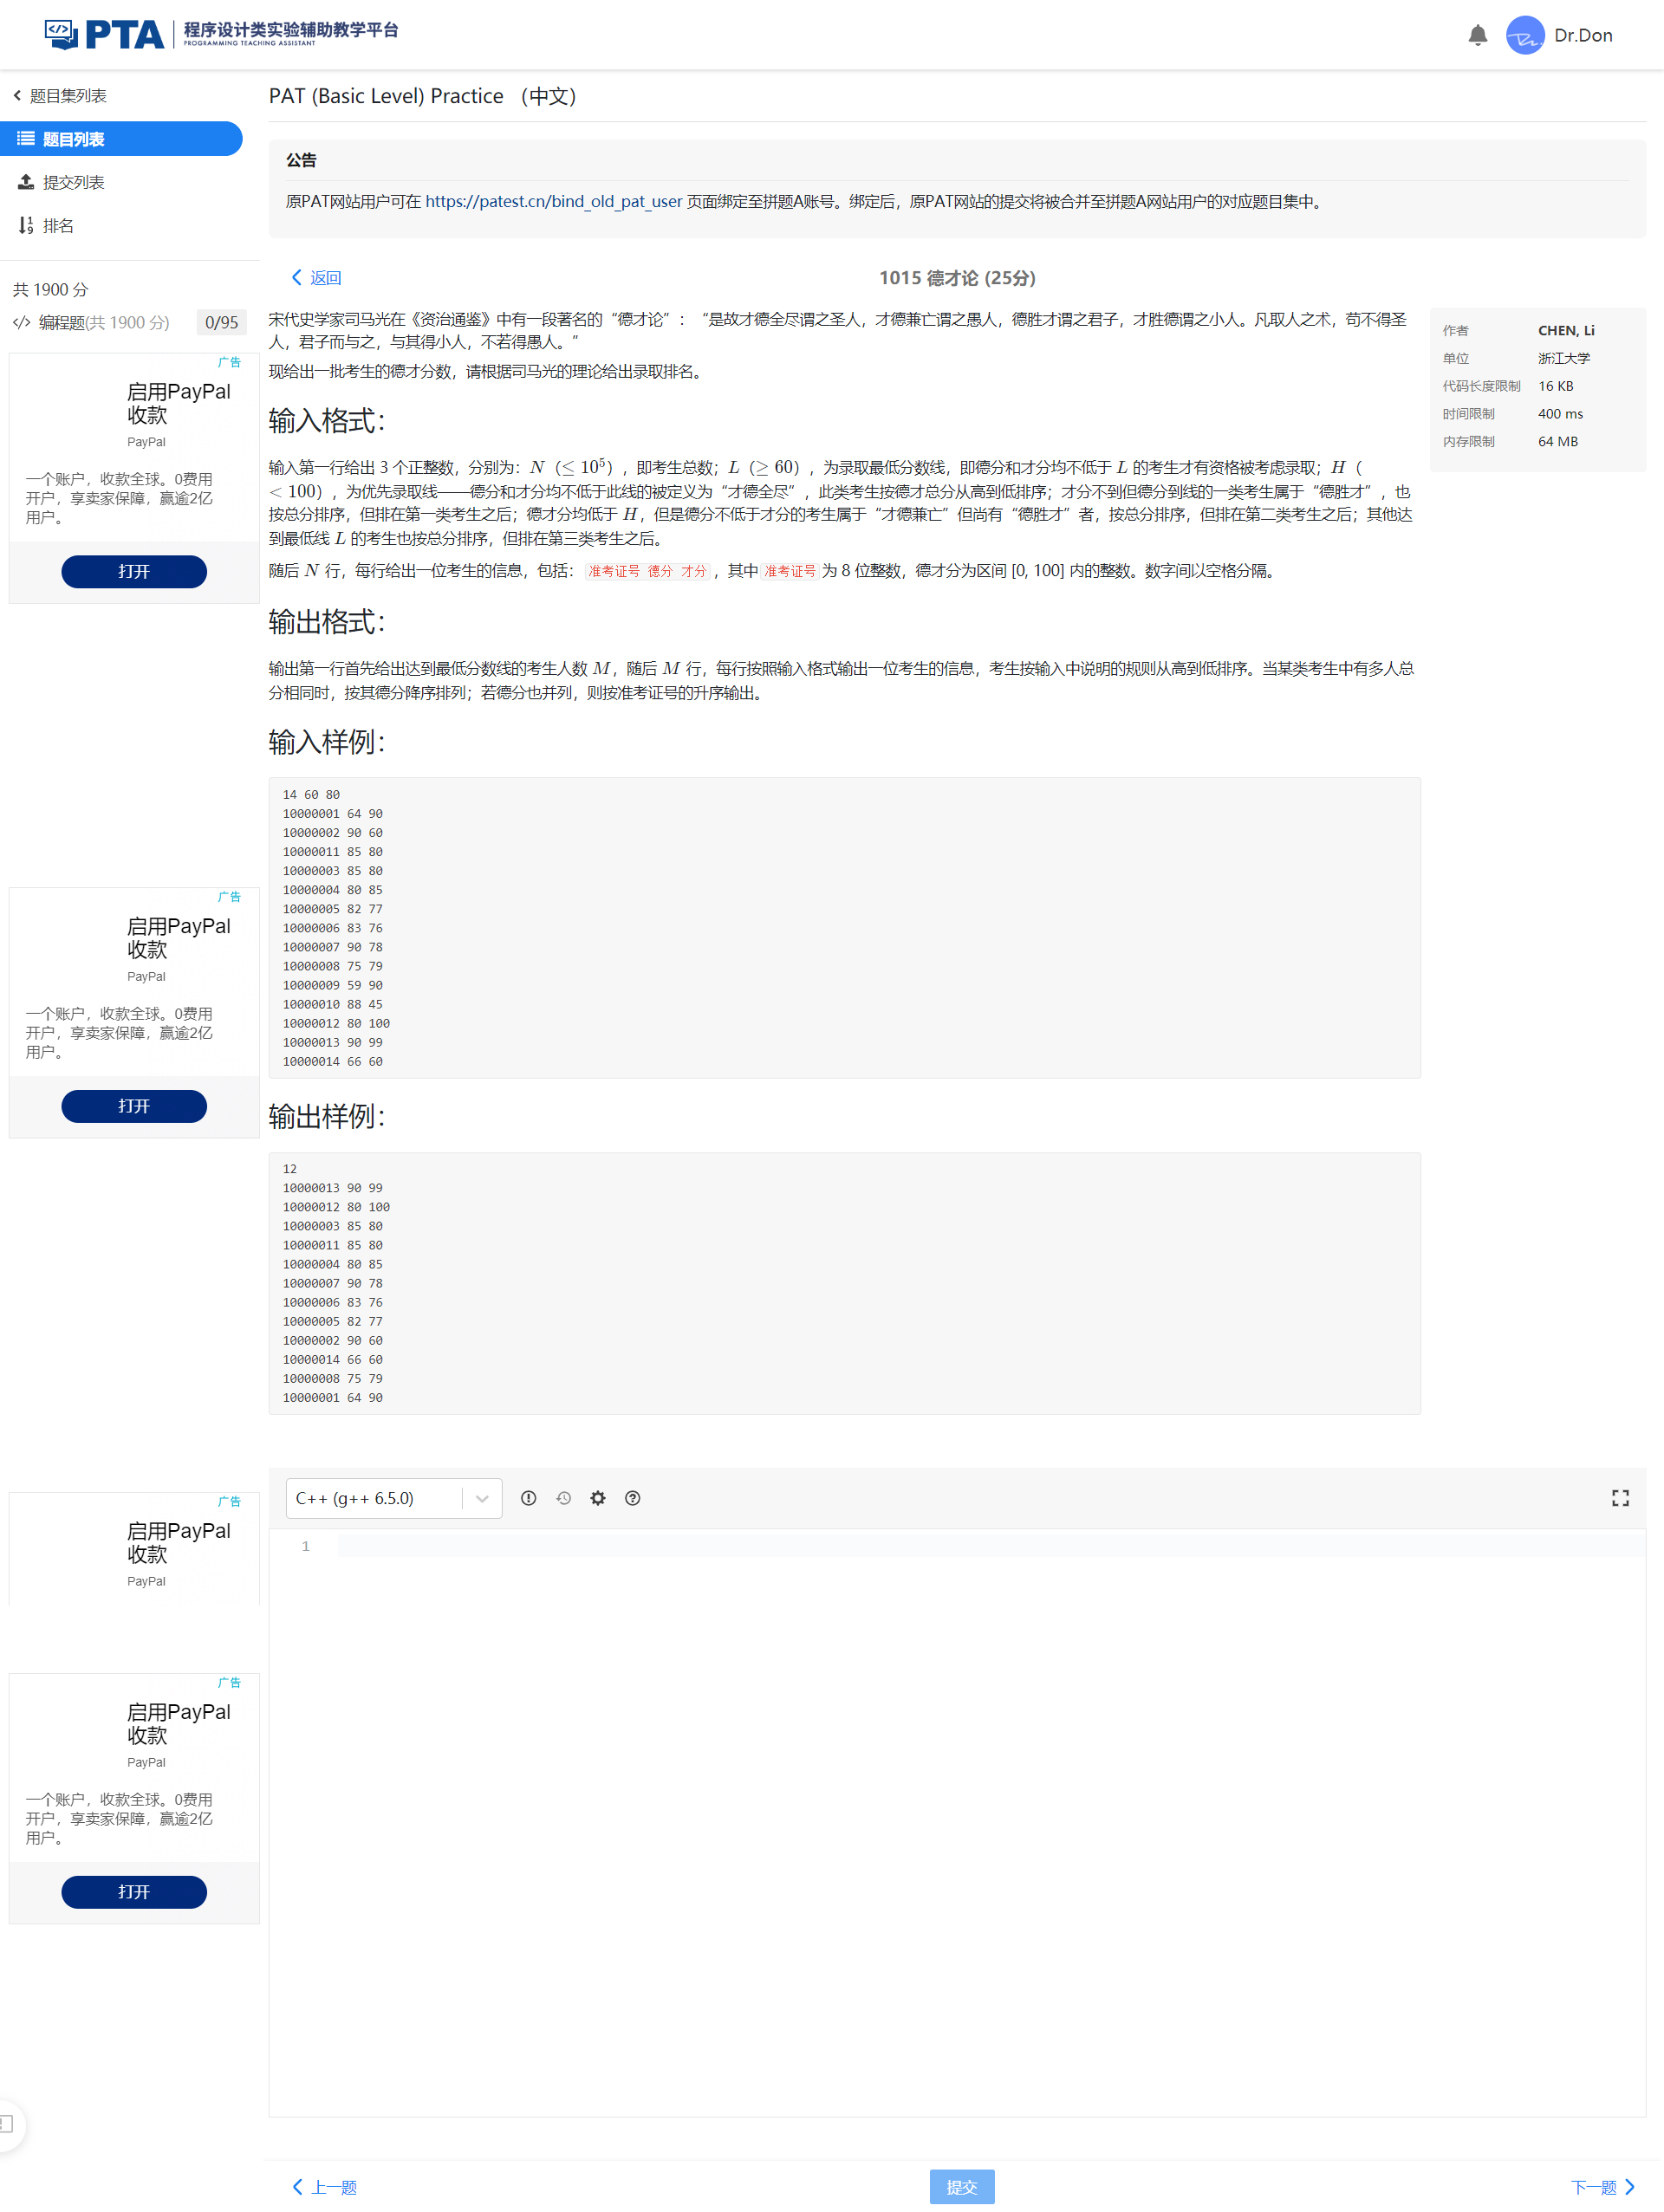 PTA 程序设计类实验辅助教学平台
PROGRAMMING TEACHING ASSISTANT
Dr.Don
题目集列表
题目列表
提交列表
排名
共 1900 分
编程题(共 1900 分) 0/95
广告
启用PayPal
收款
PayPal
一个账户，收款全球。0费用
开户，享卖家保障，赢逾2亿
用户。
打开
广告
启用PayPal
收款
PayPal
一个账户，收款全球。0费用
开户，享卖家保障，赢逾2亿
用户。
打开
广告
启用PayPal
收款
PayPal
广告
启用PayPal
收款
PayPal
一个账户，收款全球。0费用
开户，享卖家保障，赢逾2亿
用户。
打开
PAT (Basic Level) Practice （中文）
公告
原PAT网站用户可在 https://patest.cn/bind_old_pat_user 页面绑定至拼题A账号。绑定后，原PAT网站的提交将被合并至拼题A网站用户的对应题目集中。
返回
1015 德才论 (25分)
宋代史学家司马光在《资治通鉴》中有一段著名的“德才论”：“是故才德全尽谓之圣人，才德兼亡谓之愚人，德胜才谓之君子，才胜德谓之小人。凡取人之术，苟不得圣
人，君子而与之，与其得小人，不若得愚人。”
现给出一批考生的德才分数，请根据司马光的理论给出录取排名。
作者 CHEN, Li
单位 浙江大学
代码长度限制 16 KB
时间限制 400 ms
内存限制 64 MB
输入格式：
输入第一行给出 3 个正整数，分别为：N（≤ 10⁵），即考生总数；L（≥ 60），为录取最低分数线，即德分和才分均不低于 L 的考生才有资格被考虑录取；H（
< 100），为优先录取线——德分和才分均不低于此线的被定义为“才德全尽”，此类考生按德才总分从高到低排序；才分不到但德分到线的一类考生属于“德胜才”，也
按总分排序，但排在第一类考生之后；德才分均低于 H，但是德分不低于才分的考生属于“才德兼亡”但尚有“德胜才”者，按总分排序，但排在第二类考生之后；其他达
到最低线 L 的考生也按总分排序，但排在第三类考生之后。
随后 N 行，每行给出一位考生的信息，包括：准考证号 德分 才分，其中准考证号为 8 位整数，德才分为区间 [0, 100] 内的整数。数字间以空格分隔。
输出格式：
输出第一行首先给出达到最低分数线的考生人数 M，随后 M 行，每行按照输入格式输出一位考生的信息，考生按输入中说明的规则从高到低排序。当某类考生中有多人总
分相同时，按其德分降序排列；若德分也并列，则按准考证号的升序输出。
输入样例：
14 60 80
10000001 64 90
10000002 90 60
10000011 85 80
10000003 85 80
10000004 80 85
10000005 82 77
10000006 83 76
10000007 90 78
10000008 75 79
10000009 59 90
10000010 88 45
10000012 80 100
10000013 90 99
10000014 66 60
输出样例：
12
10000013 90 99
10000012 80 100
10000003 85 80
10000011 85 80
10000004 80 85
10000007 90 78
10000006 83 76
10000005 82 77
10000002 90 60
10000014 66 60
10000008 75 79
10000001 64 90
C++ (g++ 6.5.0)
1
上一题
提交
下一题